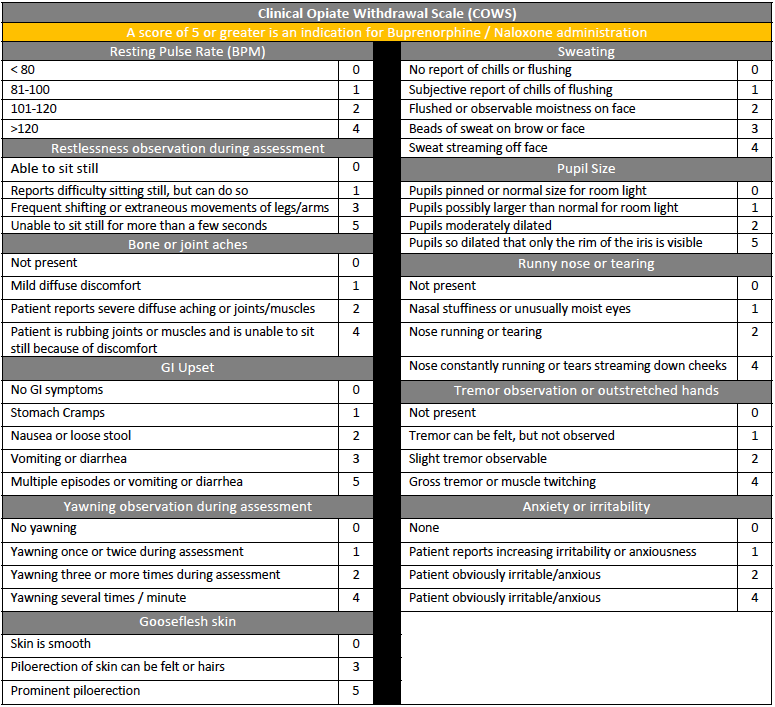 Clinical Opiate Withdrawal Scale (COWS)
A score of 5 or greater is an indication for Buprenorphine / Naloxone administration
Resting Pulse Rate (BPM)
< 80 0
81-100 1
101-120 2
>120 4
Restlessness observation during assessment
Able to sit still 0
Reports difficulty sitting still, but can do so 1
Frequent shifting or extraneous movements of legs/arms 3
Unable to sit still for more than a few seconds 5
Bone or joint aches
Not present 0
Mild diffuse discomfort 1
Patient reports severe diffuse aching or joints/muscles 2
Patient is rubbing joints or muscles and is unable to sit 4
still because of discomfort
GI Upset
No GI symptoms 0
Stomach Cramps 1
Nausea or loose stool 2
Vomiting or diarrhea 3
Multiple episodes or vomiting or diarrhea 5
Yawning observation during assessment
No yawning 0
Yawning once or twice during assessment 1
Yawning three or more times during assessment 2
Yawning several times / minute 4
Gooseflesh skin
Skin is smooth 0
Piloerection of skin can be felt or hairs 3
Prominent piloerection 5
Sweating
No report of chills or flushing 0
Subjective report of chills of flushing 1
Flushed or observable moistness on face 2
Beads of sweat on brow or face 3
Sweat streaming off face 4
Pupil Size
Pupils pinned or normal size for room light 0
Pupils possibly larger than normal for room light 1
Pupils moderately dilated 2
Pupils so dilated that only the rim of the iris is visible 5
Runny nose or tearing
Not present 0
Nasal stuffiness or unusually moist eyes 1
Nose running or tearing 2
Nose constantly running or tears streaming down cheeks 4
Tremor observation or outstretched hands
Not present 0
Tremor can be felt, but not observed 1
Slight tremor observable 2
Gross tremor or muscle twitching 4
Anxiety or irritability
None 0
Patient reports increasing irritability or anxiousness 1
Patient obviously irritable/anxious 2
Patient obviously irritable/anxious 4